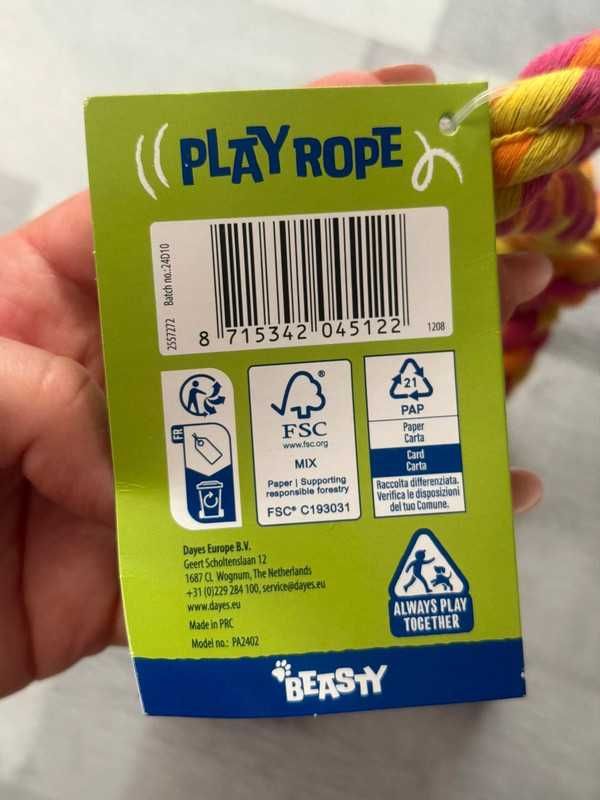 PLAY ROPE
2557272 Batch no.:24D10
8 715342 045122
1208
FR
FSC®
www.fsc.org
MIX
Paper | Supporting
responsible forestry
FSC® C193031
21
PAP
Paper
Carta
Card
Carta
Raccolta differenziata.
Verifica le disposizioni
del tuo Comune.
Dayes Europe B.V.
Geert Scholtenslaan 12
1687 CL Wognum, The Netherlands
+31 (0)229 284 100, service@dayes.eu
www.dayes.eu
Made in PRC
Model no.: PA2402
ALWAYS PLAY
TOGETHER
BEASTY